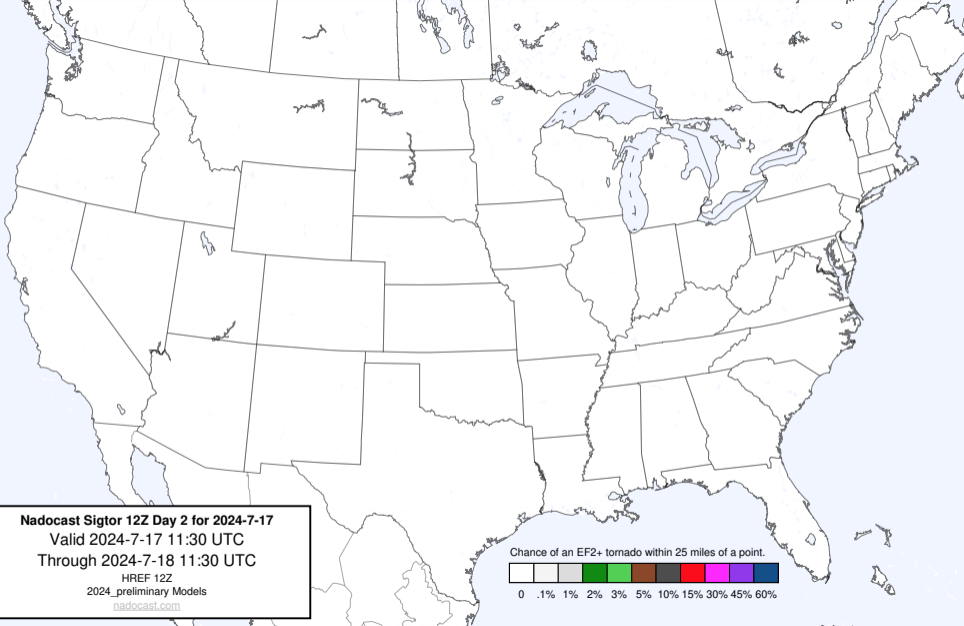 Nadocast Sigtor 12Z Day 2 for 2024-7-17
Valid 2024-7-17 11:30 UTC
Through 2024-7-18 11:30 UTC
HREF 12Z
2024_preliminary Models
nadocast.com
Chance of an EF2+ tornado within 25 miles of a point.
0 .1% 1% 2% 3% 5% 10% 15% 30% 45% 60%